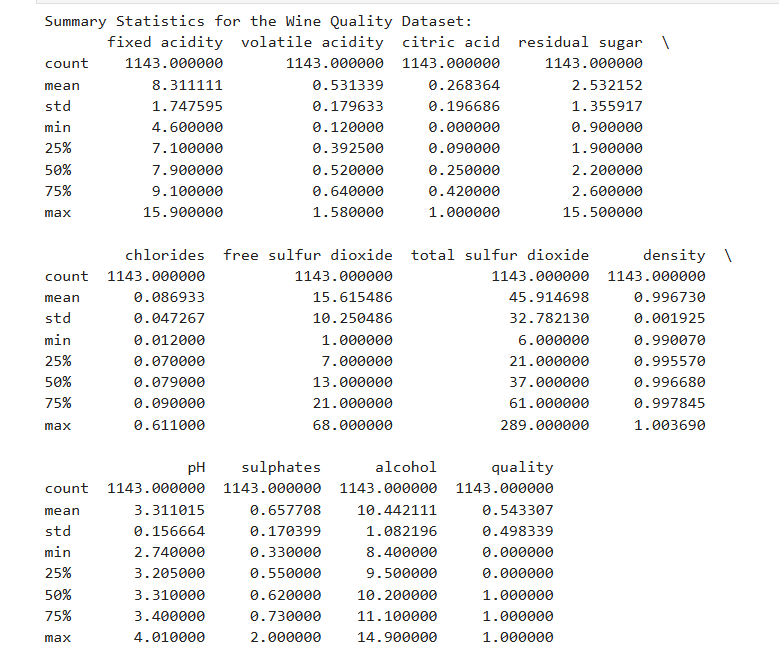 Summary Statistics for the Wine Quality Dataset:
       fixed acidity  volatile acidity  citric acid  residual sugar  \
count    1143.000000       1143.000000  1143.000000     1143.000000
mean        8.311111          0.531339     0.268364        2.532152
std         1.747595          0.179633     0.196686        1.355917
min         4.600000          0.120000     0.000000        0.900000
25%         7.100000          0.392500     0.090000        1.900000
50%         7.900000          0.520000     0.250000        2.200000
75%         9.100000          0.640000     0.420000        2.600000
max        15.900000          1.580000     1.000000       15.500000
         chlorides  free sulfur dioxide  total sulfur dioxide      density  \
count  1143.000000          1143.000000           1143.000000  1143.000000
mean      0.086933            15.615486             45.914698     0.996730
std       0.047267            10.250486             32.782130     0.001925
min       0.012000             1.000000              6.000000     0.990070
25%       0.070000             7.000000             21.000000     0.995570
50%       0.079000            13.000000             37.000000     0.996680
75%       0.090000            21.000000             61.000000     0.997845
max       0.611000            68.000000            289.000000     1.003690
                pH    sulphates      alcohol      quality
count  1143.000000  1143.000000  1143.000000  1143.000000
mean      3.311015     0.657708    10.442111     0.543307
std       0.156664     0.170399     1.082196     0.498339
min       2.740000     0.330000     8.400000     0.000000
25%       3.205000     0.550000     9.500000     0.000000
50%       3.310000     0.620000    10.200000     1.000000
75%       3.400000     0.730000    11.100000     1.000000
max       4.010000     2.000000    14.900000     1.000000